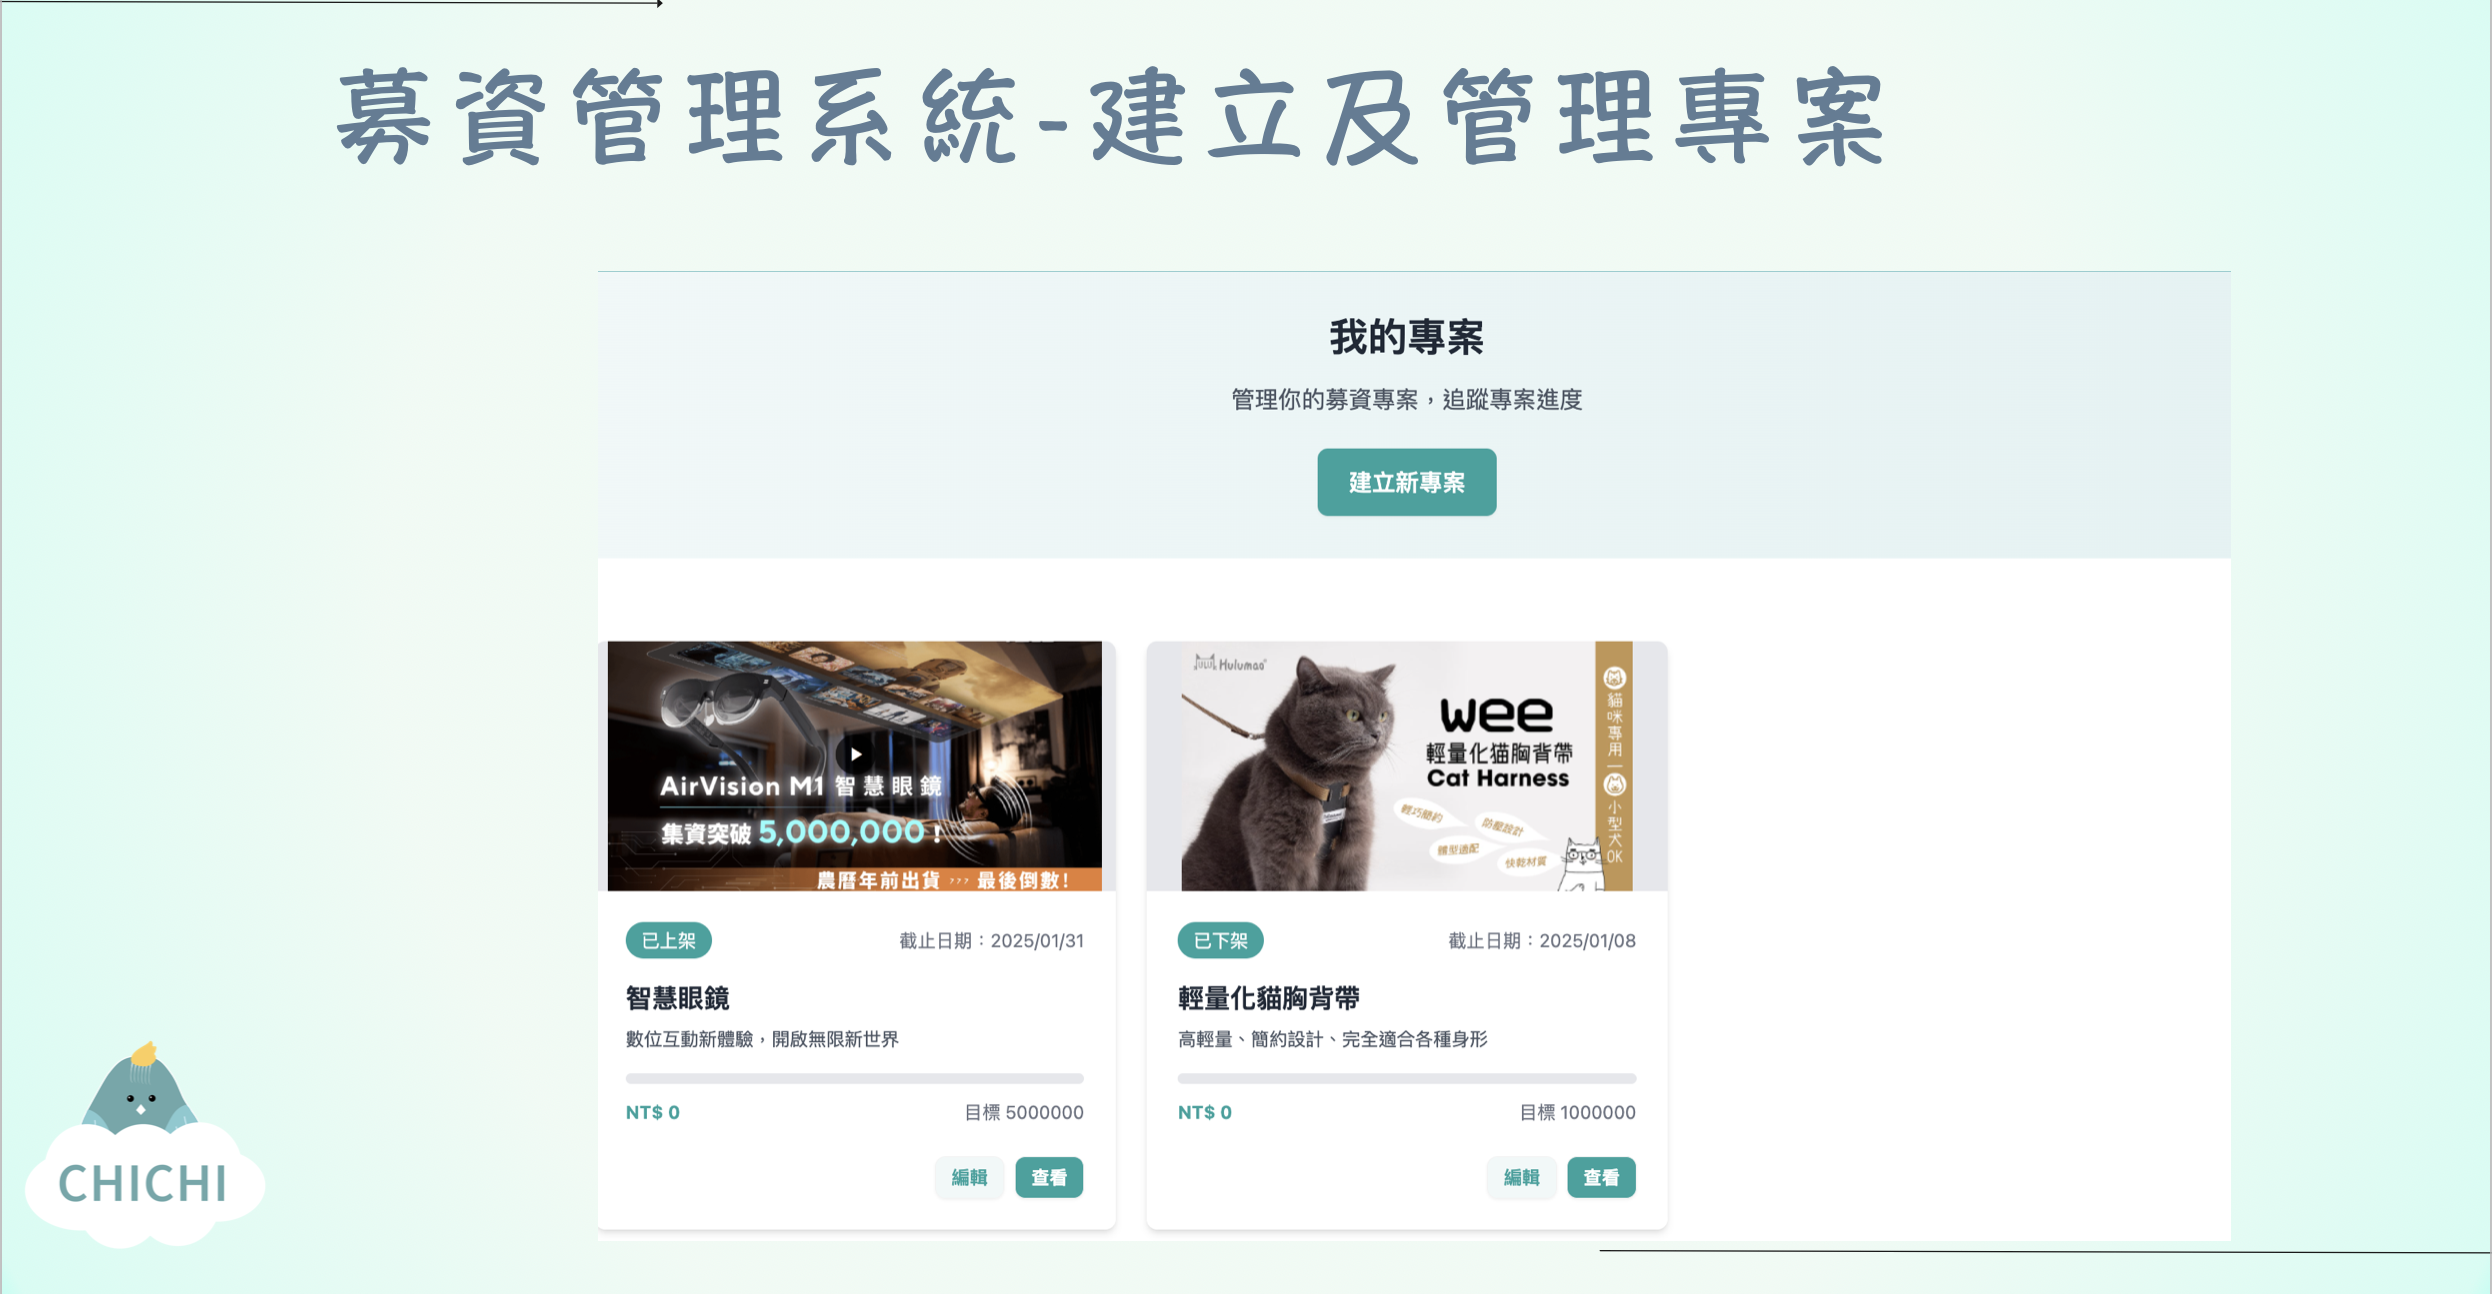 募資管理系統-建立及管理專案
我的專案
管理你的募資專案，追蹤專案進度
建立新專案
AirVision M1 智慧眼鏡
集資突破 5,000,000！
農曆年前出貨 ››› 最後倒數!
已上架
截止日期：2025/01/31
智慧眼鏡
數位互動新體驗，開啟無限新世界
NT$ 0
目標 5000000
編輯
查看
Hulumao
wee
輕量化貓胸背帶
Cat Harness
輕巧簡約
防壓設計
體型適配
快乾材質
貓咪專用
小型犬OK
已下架
截止日期：2025/01/08
輕量化貓胸背帶
高輕量、簡約設計、完全適合各種身形
NT$ 0
目標 1000000
編輯
查看
CHICHI